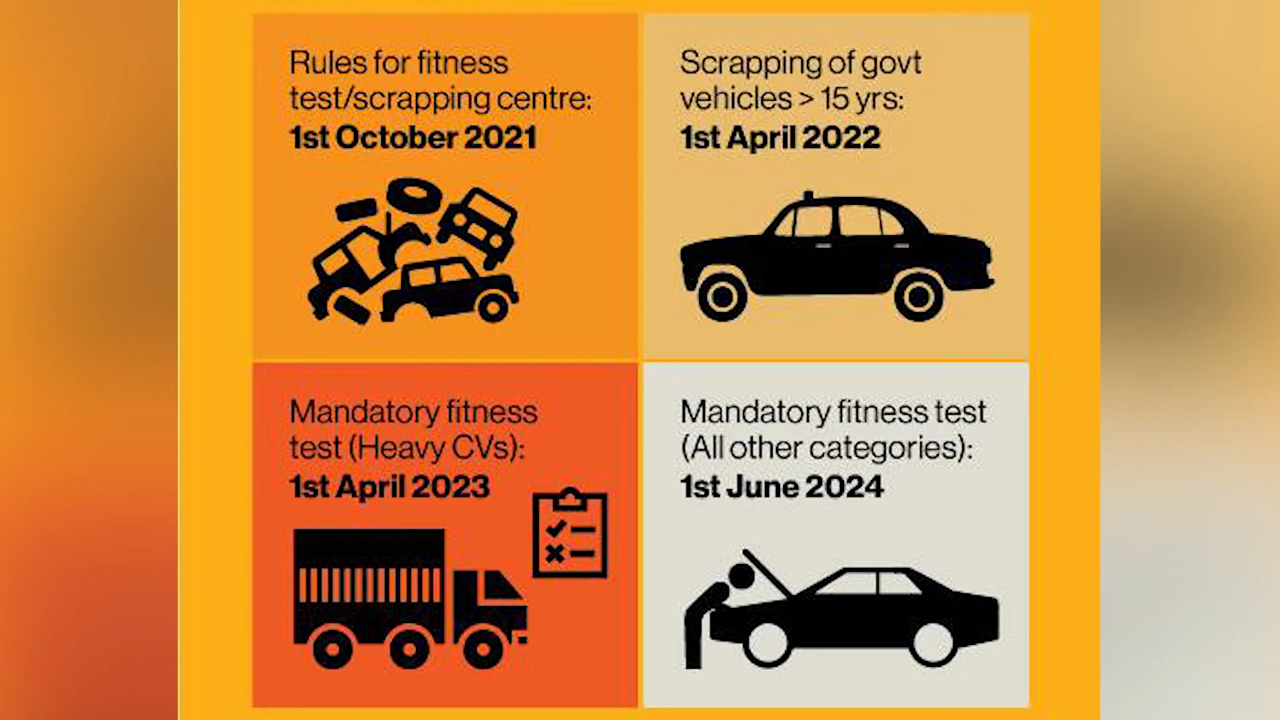 Rules for fitness
test/scrapping centre:
1st October 2021
Scrapping of govt
vehicles > 15 yrs:
1st April 2022
Mandatory fitness
test (Heavy CVs):
1st April 2023
Mandatory fitness test
(All other categories):
1st June 2024